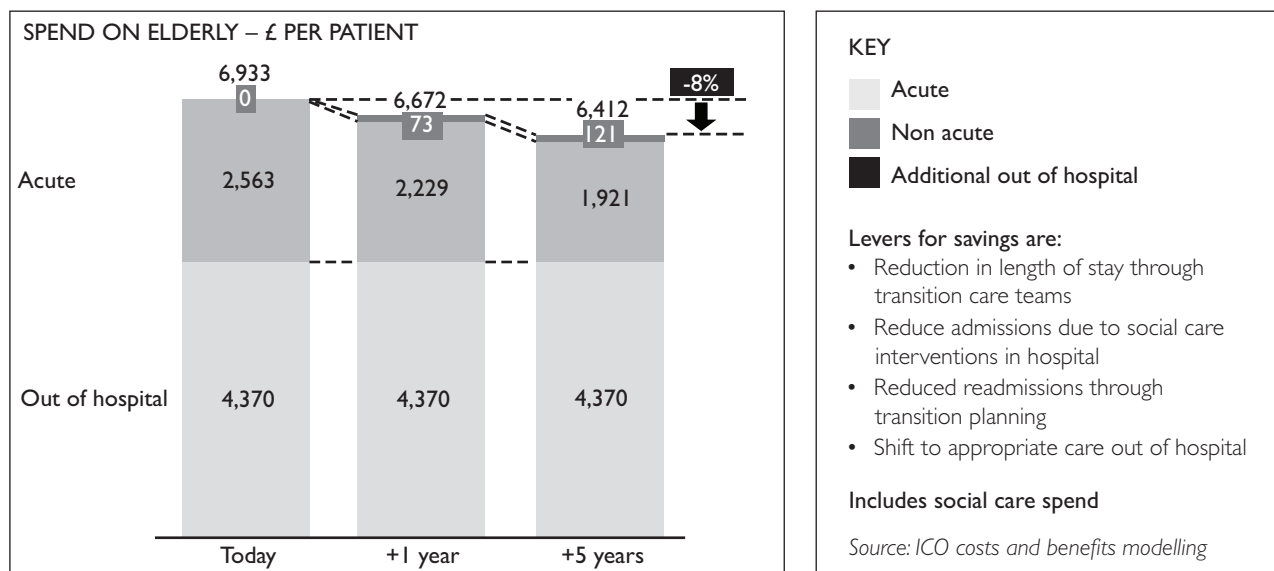 SPEND ON ELDERLY – £ PER PATIENT
6,933
0
6,672
73
6,412
121
-8%
Acute
2,563
2,229
1,921
Out of hospital
4,370
4,370
4,370
Today
+1 year
+5 years
KEY
Acute
Non acute
Additional out of hospital
Levers for savings are:
• Reduction in length of stay through
transition care teams
• Reduce admissions due to social care
interventions in hospital
• Reduced readmissions through
transition planning
• Shift to appropriate care out of hospital
Includes social care spend
Source: ICO costs and benefits modelling